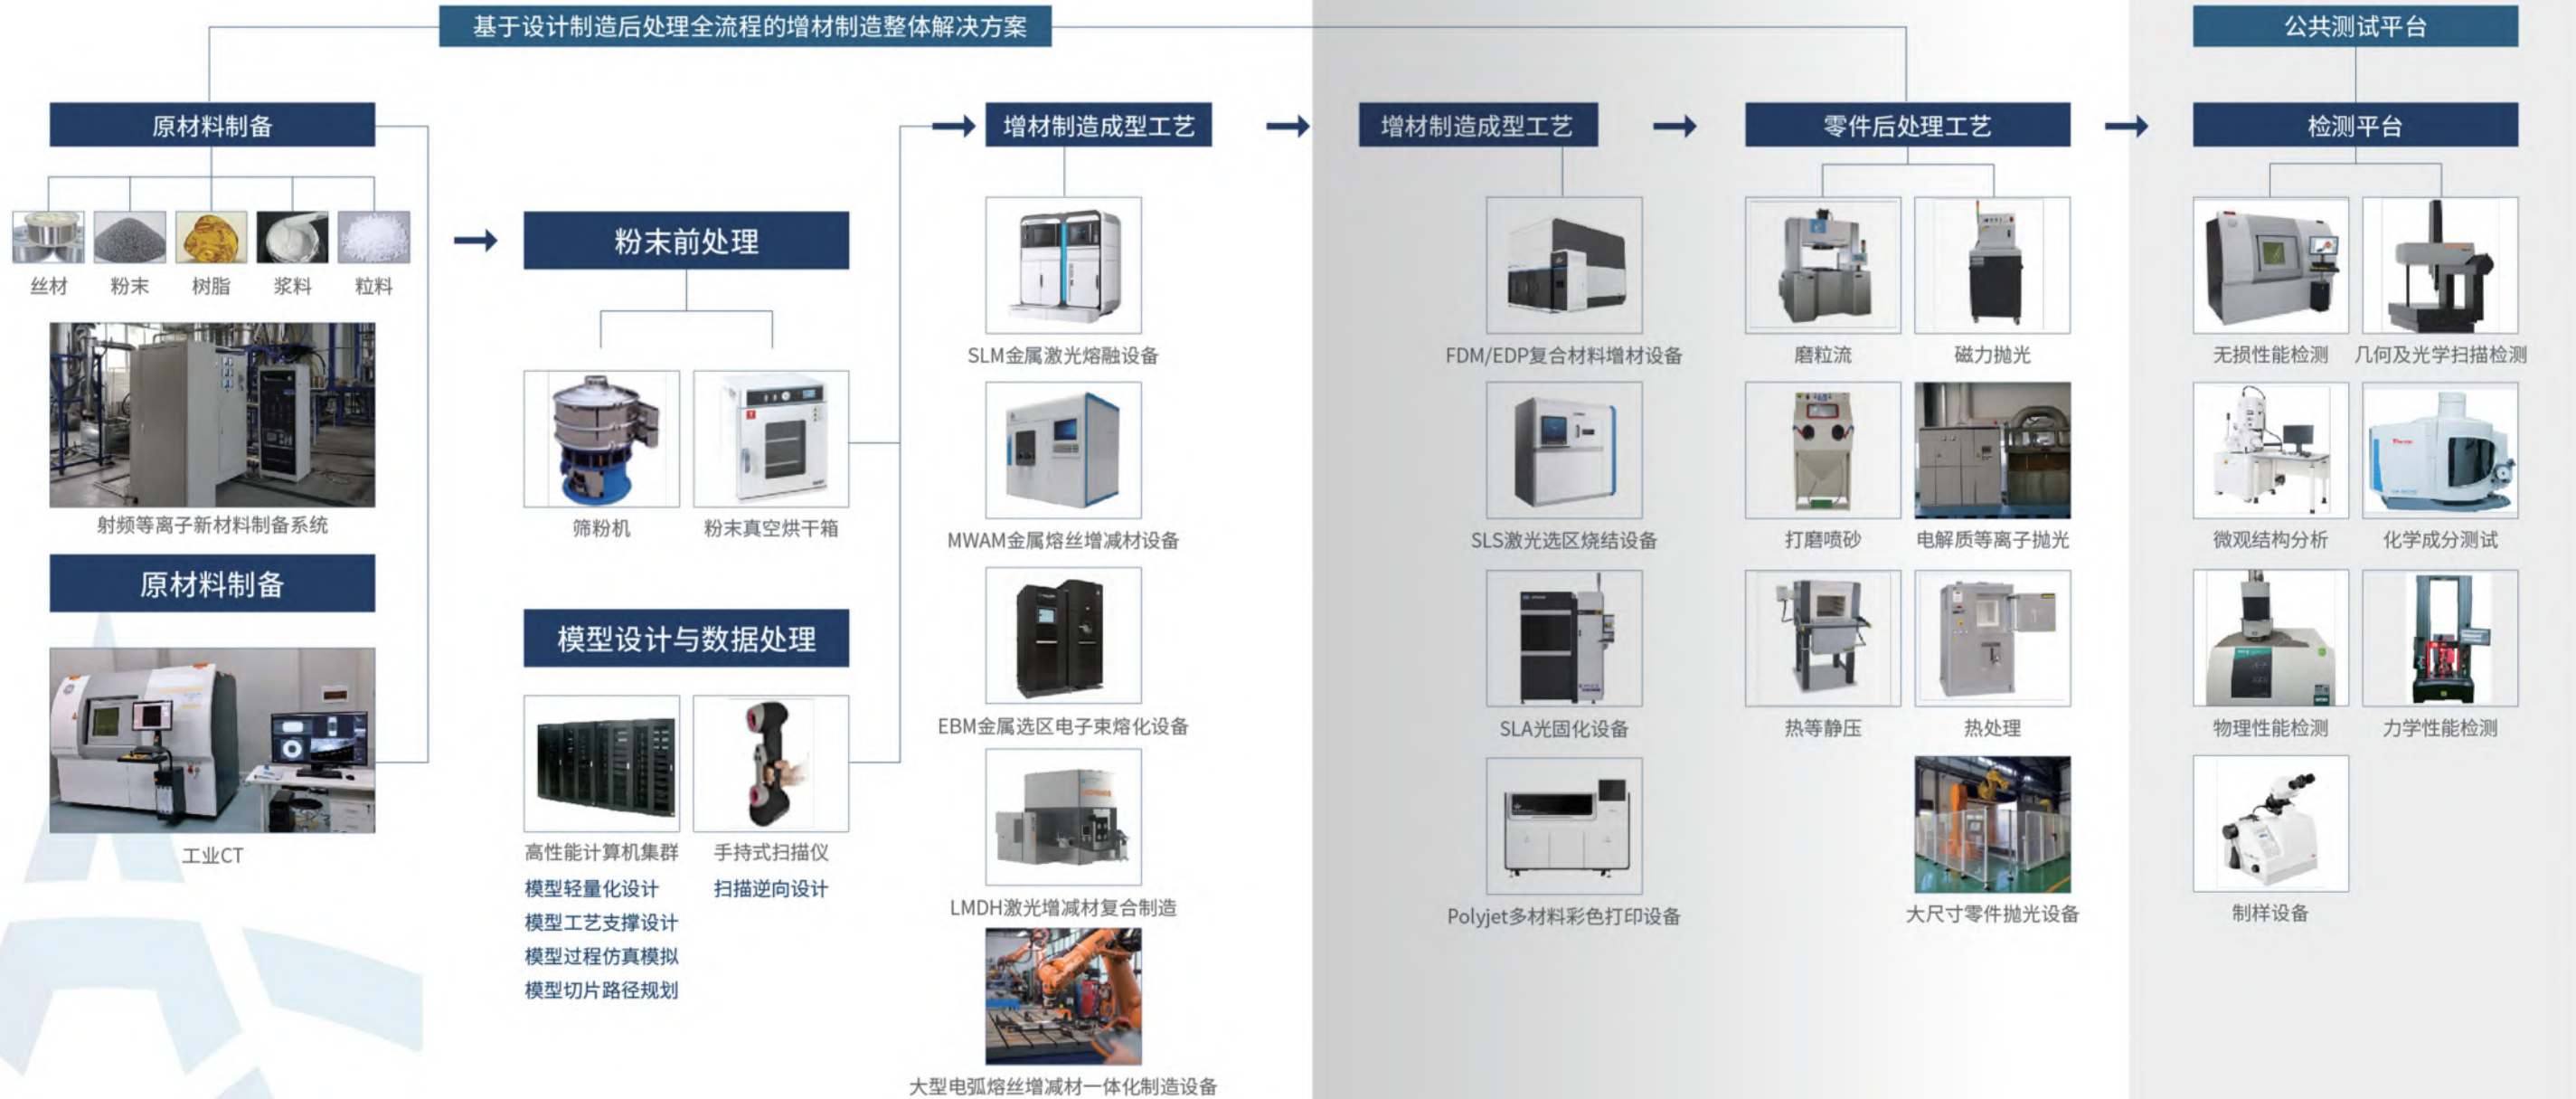 基于设计制造后处理全流程的增材制造整体解决方案
公共测试平台
原材料制备
丝材
粉末
树脂
浆料
粒料
射频等离子新材料制备系统
原材料制备
工业CT
粉末前处理
筛粉机
粉末真空烘干箱
模型设计与数据处理
高性能计算机集群
手持式扫描仪
模型轻量化设计
扫描逆向设计
模型工艺支撑设计
模型过程仿真模拟
模型切片路径规划
增材制造成型工艺
SLM金属激光熔融设备
MWAM金属熔丝增减材设备
EBM金属选区电子束熔化设备
LMDH激光增减材复合制造
大型电弧熔丝增减材一体化制造设备
增材制造成型工艺
FDM/EDP复合材料增材设备
SLS激光选区烧结设备
SLA光固化设备
Polyjet多材料彩色打印设备
零件后处理工艺
磨粒流
磁力抛光
打磨喷砂
电解质等离子抛光
热等静压
热处理
大尺寸零件抛光设备
检测平台
无损性能检测
几何及光学扫描检测
微观结构分析
化学成分测试
物理性能检测
力学性能检测
制样设备